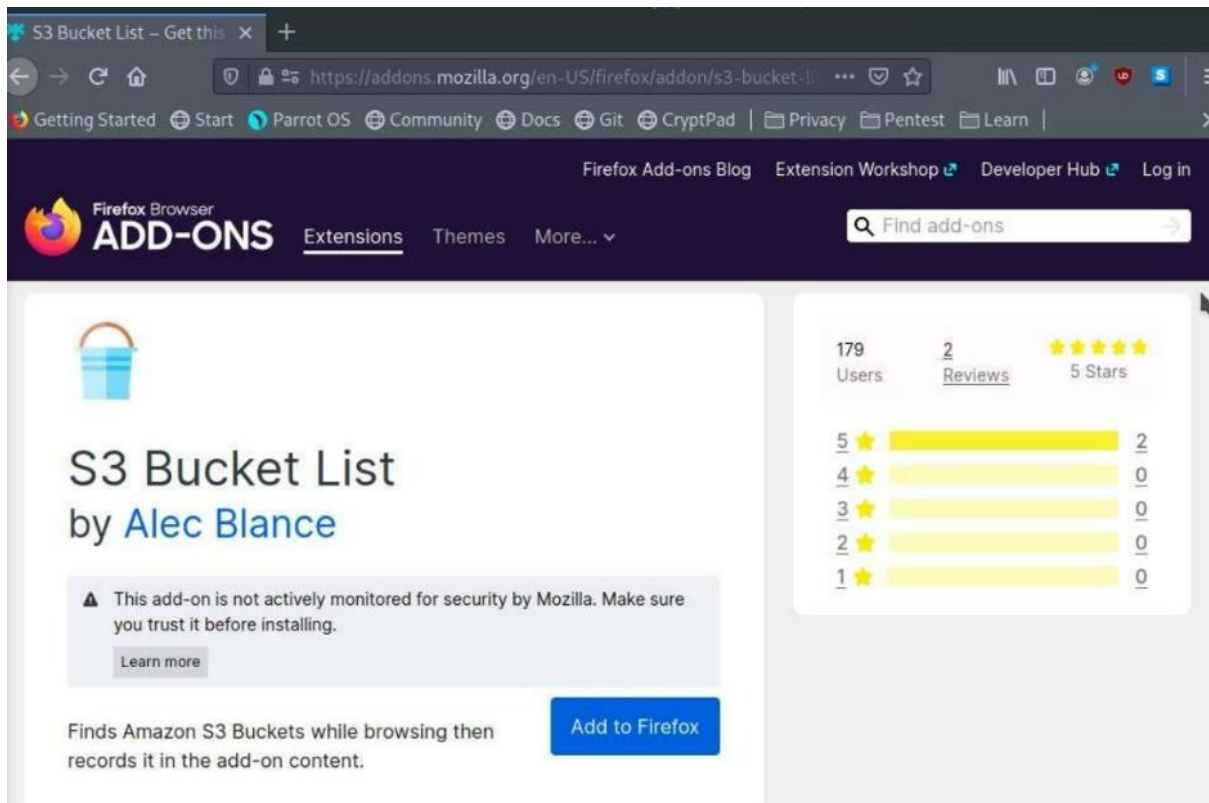 S3 Bucket List – Get this
https://addons.mozilla.org/en-US/firefox/addon/s3-bucket-l
Getting Started Start Parrot OS Community Docs Git CryptPad Privacy Pentest Learn
Firefox Add-ons Blog Extension Workshop Developer Hub Log in
Firefox Browser
ADD-ONS Extensions Themes More... Find add-ons
179 2
Users Reviews 5 Stars
5 2
4 0
3 0
2 0
1 0
S3 Bucket List
by Alec Blance
This add-on is not actively monitored for security by Mozilla. Make sure
you trust it before installing.
Learn more
Finds Amazon S3 Buckets while browsing then
records it in the add-on content.
Add to Firefox